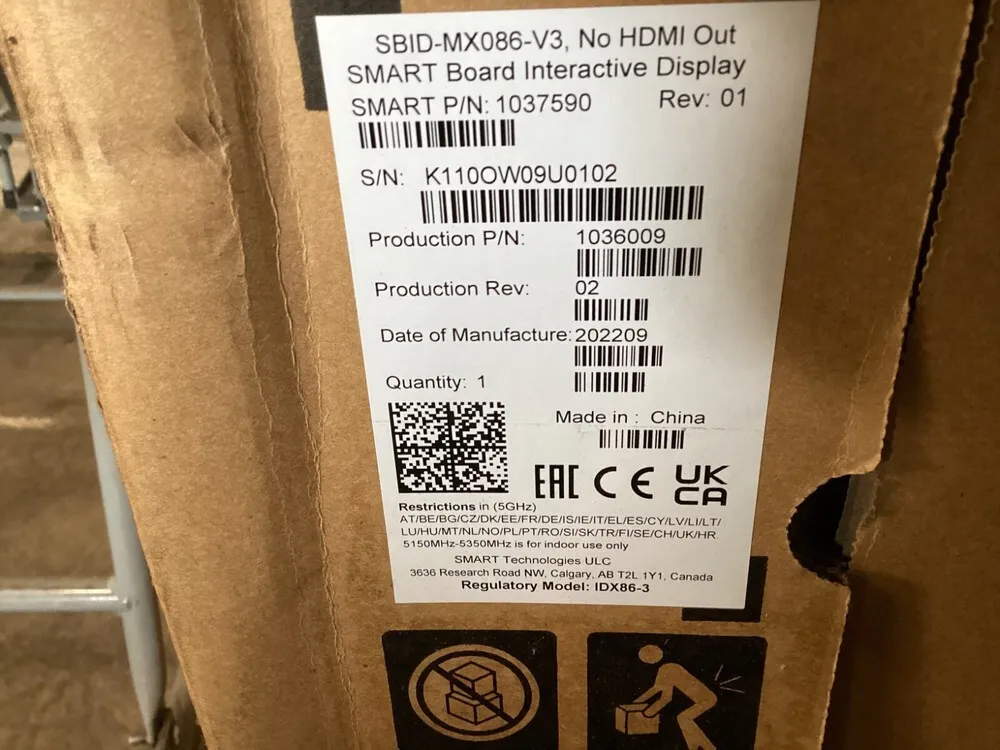 SBID-MX086-V3, No HDMI Out
SMART Board Interactive Display
SMART P/N: 1037590 Rev: 01
S/N: K110OW09U0102
Production P/N: 1036009
Production Rev: 02
Date of Manufacture: 202209
Quantity: 1
Made in : China
EAC CE UKCA
Restrictions in (5GHz)
AT/BE/BG/CZ/DK/EE/FR/DE/IS/IE/IT/EL/ES/CY/LV/LI/LT/
LU/HU/MT/NL/NO/PL/PT/RO/SI/SK/TR/FI/SE/CH/UK/HR
5150MHz-5350MHz is for indoor use only
SMART Technologies ULC
3636 Research Road NW, Calgary, AB T2L 1Y1, Canada
Regulatory Model: IDX86-3